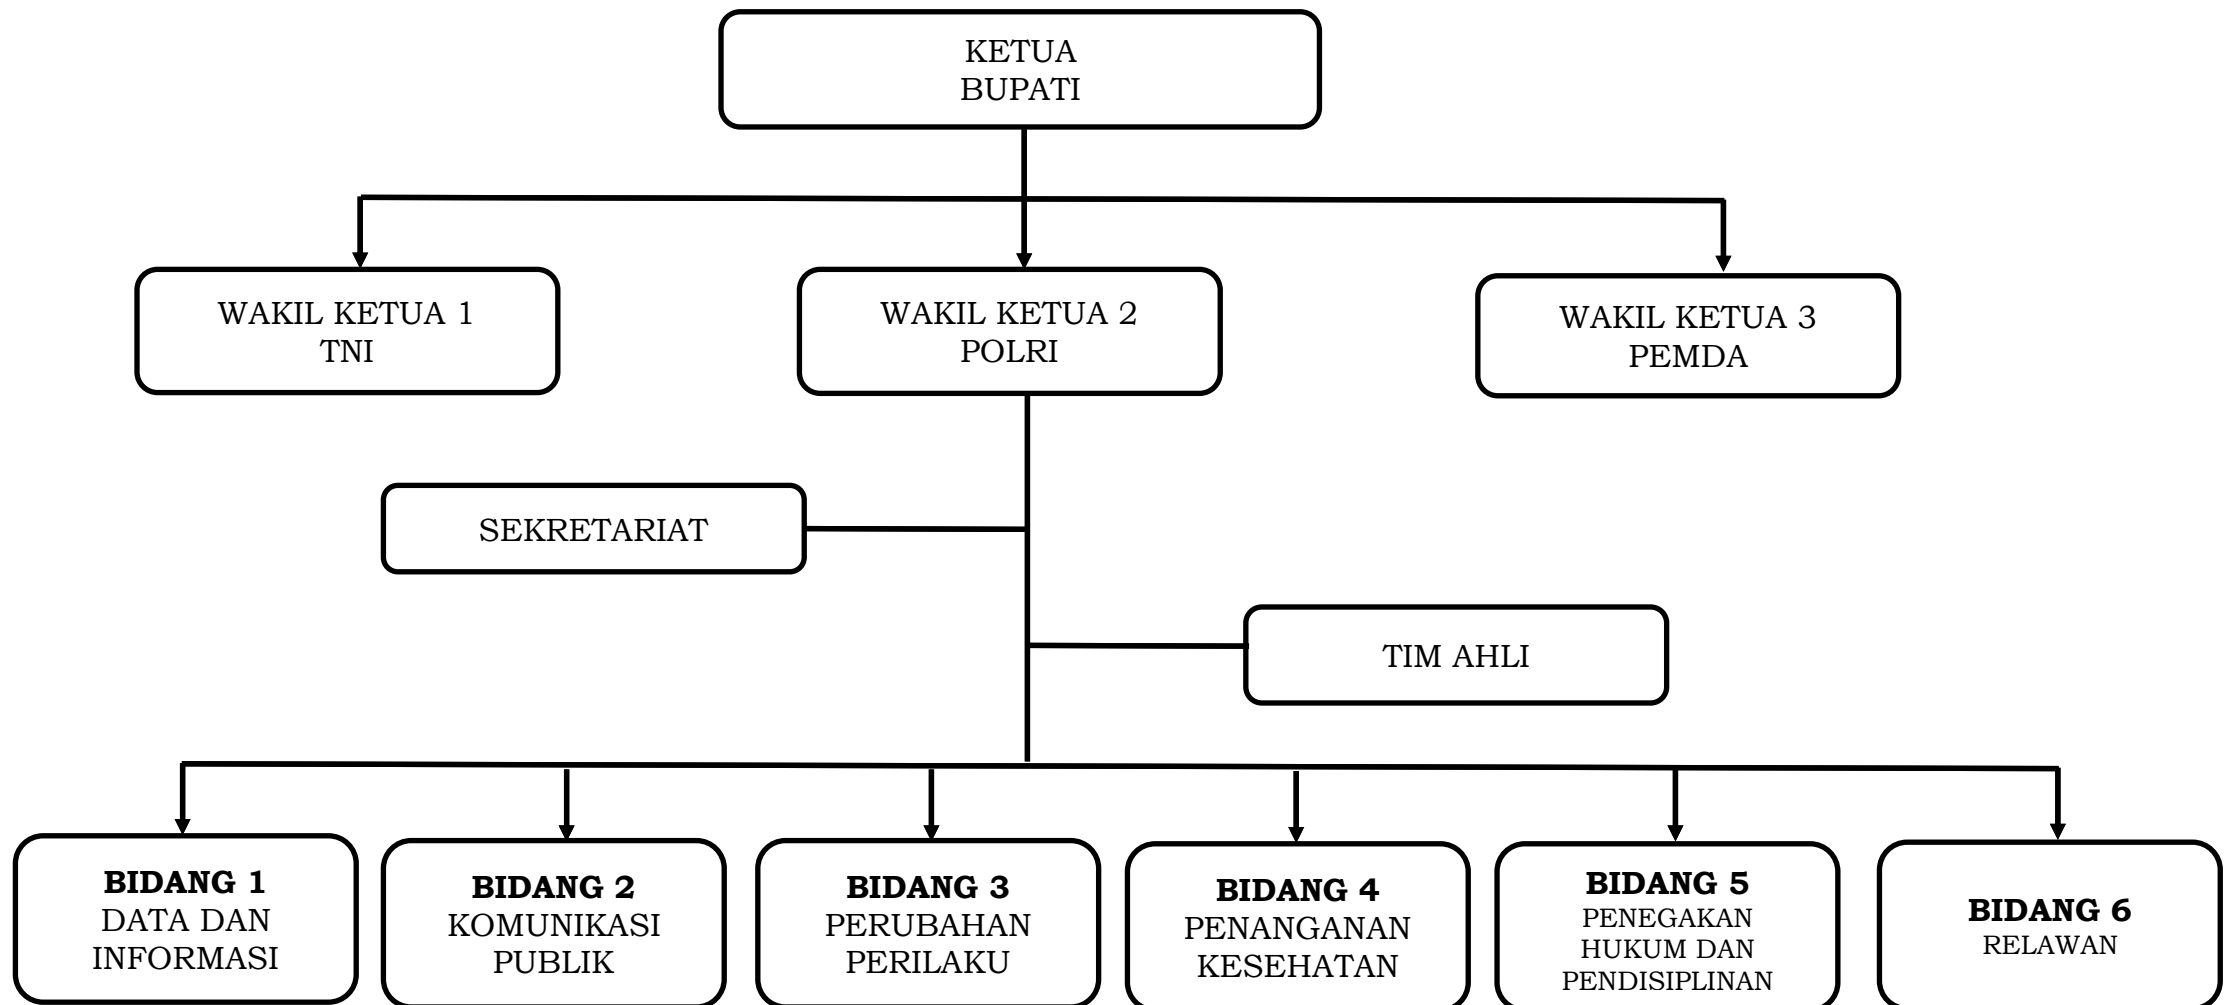 KETUA
BUPATI
WAKIL KETUA 1
TNI
WAKIL KETUA 2
POLRI
WAKIL KETUA 3
PEMDA
SEKRETARIAT
TIM AHLI
BIDANG 1
DATA DAN
INFORMASI
BIDANG 2
KOMUNIKASI
PUBLIK
BIDANG 3
PERUBAHAN
PERILAKU
BIDANG 4
PENANGANAN
KESEHATAN
BIDANG 5
PENEGAKAN
HUKUM DAN
PENDISIPLINAN
BIDANG 6
RELAWAN